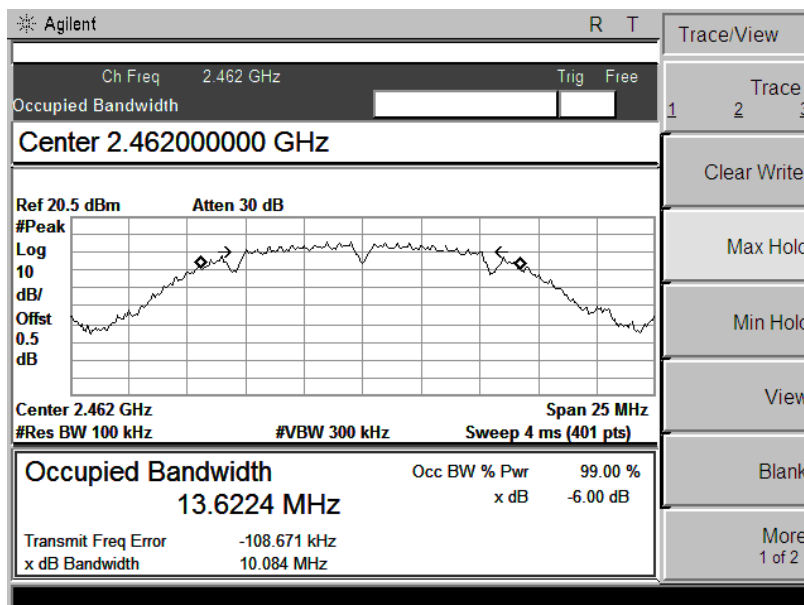 Agilent R T
Trace/View
Ch Freq 2.462 GHz Trig Free
Occupied Bandwidth
Trace
1 2 3
Center 2.462000000 GHz
Clear Write
Ref 20.5 dBm Atten 30 dB
#Peak
Log
10
dB/
Offst
0.5
dB
Max Hold
Min Hold
Center 2.462 GHz Span 25 MHz
#Res BW 100 kHz #VBW 300 kHz Sweep 4 ms (401 pts)
View
Occupied Bandwidth Occ BW % Pwr 99.00 %
13.6224 MHz x dB -6.00 dB
Blank
Transmit Freq Error -108.671 kHz
x dB Bandwidth 10.084 MHz
More
1 of 2